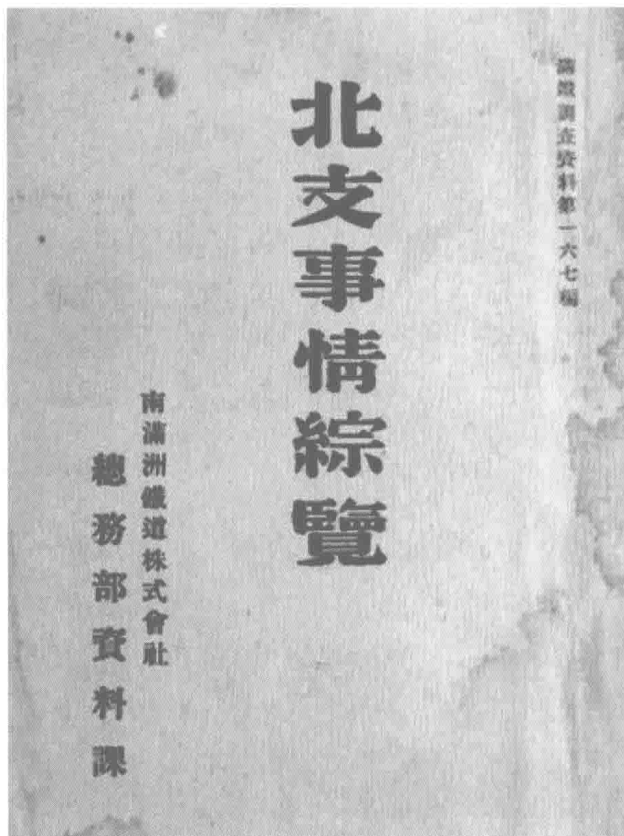 滿鐵調査資料第一六七編
北支事情綜覽
南滿洲鐵道株式會社
總務部資料課